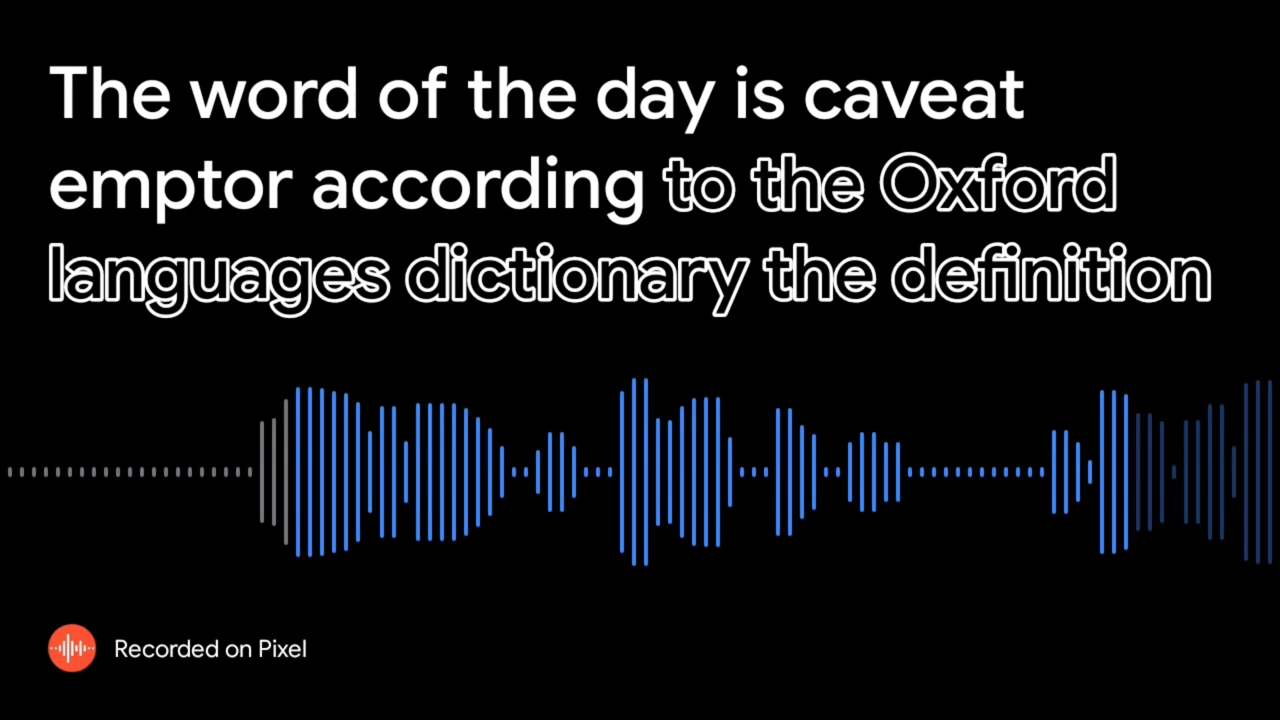 The word of the day is caveat
emptor according to the Oxford
languages dictionary the definition
Recorded on Pixel